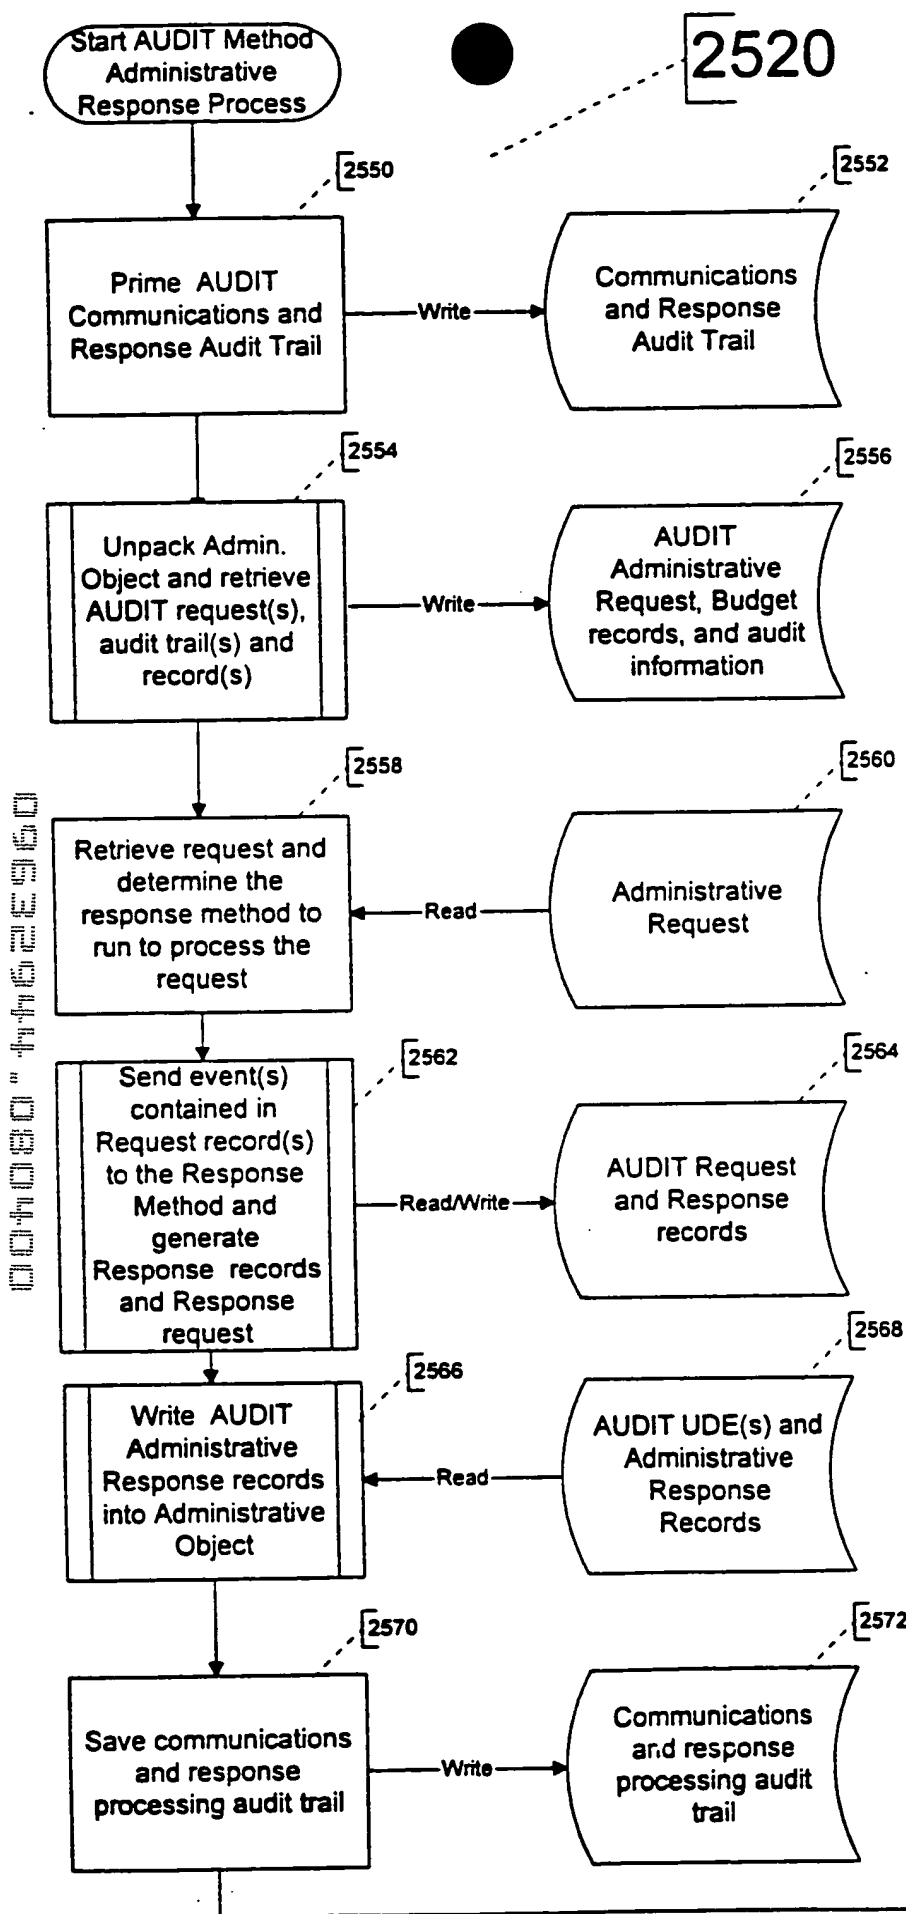 Start AUDIT Method
Administrative
Response Process
2520
2550
2552
Prime AUDIT
Communications and
Response Audit Trail
Write
Communications
and Response
Audit Trail
2554
2556
Unpack Admin.
Object and retrieve
AUDIT request(s),
audit trail(s) and
record(s)
Write
AUDIT
Administrative
Request, Budget
records, and audit
information
2558
2560
Retrieve request and
determine the
response method to
run to process the
request
Read
Administrative
Request
2562
2564
Send event(s)
contained in
Request record(s)
to the Response
Method and
generate
Response records
and Response
request
Read/Write
AUDIT Request
and Response
records
2566
2568
Write AUDIT
Administrative
Response records
into Administrative
Object
Read
AUDIT UDE(s) and
Administrative
Response
Records
2570
2572
Save communications
and response
processing audit trail
Write
Communications
and response
processing audit
trail
09632944.080400